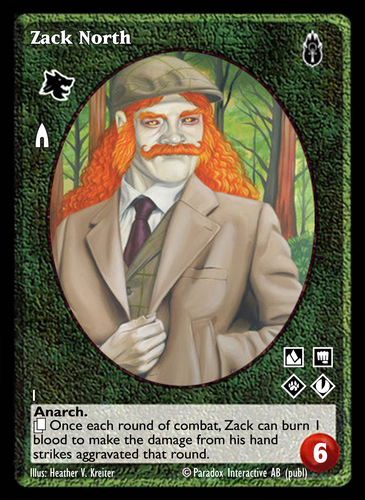 Zack North
Anarch.
Once each round of combat, Zack can burn 1
blood to make the damage from his hand
strikes aggravated that round.
6
Illus: Heather V. Kreiter © Paradox Interactive AB (publ)